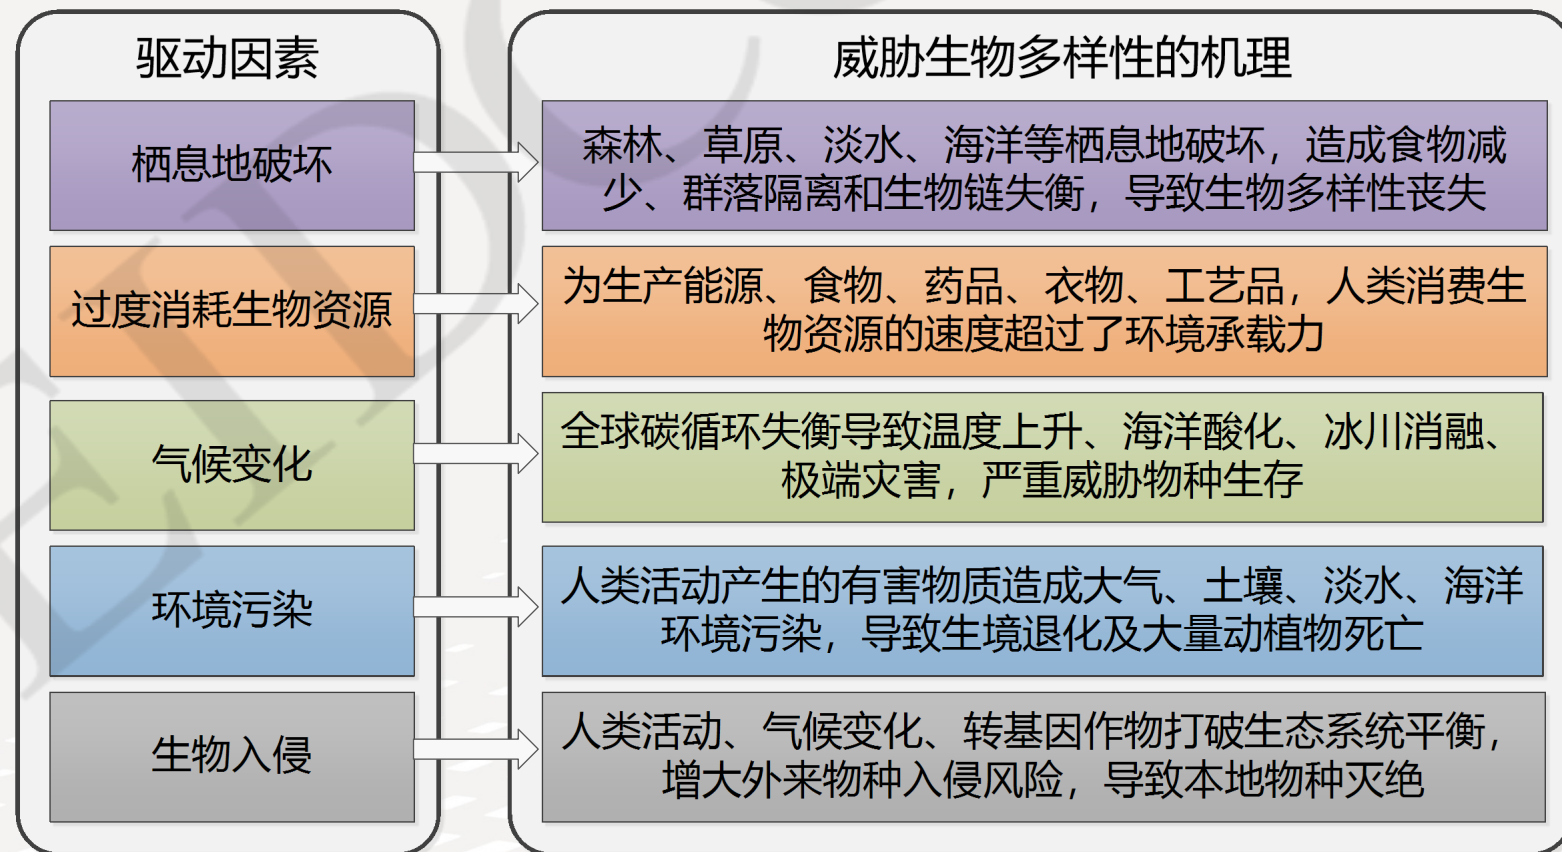 驱动因素
威胁生物多样性的机理
栖息地破坏
森林、草原、淡水、海洋等栖息地破坏，造成食物减
少、群落隔离和生物链失衡，导致生物多样性丧失
过度消耗生物资源
为生产能源、食物、药品、衣物、工艺品，人类消费生
物资源的速度超过了环境承载力
气候变化
全球碳循环失衡导致温度上升、海洋酸化、冰川消融、
极端灾害，严重威胁物种生存
环境污染
人类活动产生的有害物质造成大气、土壤、淡水、海洋
环境污染，导致生境退化及大量动植物死亡
生物入侵
人类活动、气候变化、转基因作物打破生态系统平衡，
增大外来物种入侵风险，导致本地物种灭绝